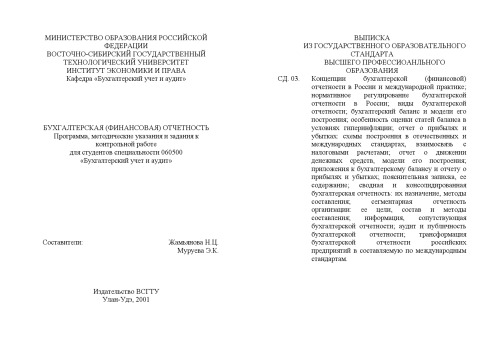 МИНИСТЕРСТВО ОБРАЗОВАНИЯ РОССИЙСКОЙ
ФЕДЕРАЦИИ
ВОСТОЧНО-СИБИРСКИЙ ГОСУДАРСТВЕННЫЙ
ТЕХНОЛОГИЧЕСКИЙ УНИВЕРСИТЕТ
ИНСТИТУТ ЭКОНОМИКИ И ПРАВА
Кафедра «Бухгалтерский учет и аудит»
БУХГАЛТЕРСКАЯ (ФИНАНСОВАЯ) ОТЧЕТНОСТЬ
Программа, методические указания и задания к
контрольной работе
для студентов специальности 060500
«Бухгалтерский учет и аудит»
Составители: Жамьянова Н.Ц.
Муруева Э.К.
Издательство ВСГТУ
Улан-Удэ, 2001
ВЫПИСКА
ИЗ ГОСУДАРСТВЕННОГО ОБРАЗОВАТЕЛЬНОГО
СТАНДАРТА
ВЫСШЕГО ПРОФЕССИОАНЛЬНОГО
ОБРАЗОВАНИЯ
СД. 03. Концепции бухгалтерской (финансовой)
отчетности в России и международной практике;
нормативное регулирование бухгалтерской
отчетности в России; виды бухгалтерской
отчетности; бухгалтерский баланс и модели его
построения; особенность оценки статей баланса в
условиях гиперинфляции; отчет о прибылях и
убытках: схемы построения в отечественных и
международных стандартах, взаимосвязь с
налоговыми расчетами; отчет о движении
денежных средств, модели его построения;
приложения к бухгалтерскому балансу и отчету о
прибылях и убытках; пояснительная записка, ее
содержание; сводная и консолидированная
бухгалтерская отчетность: их назначение, методы
составления; сегментарная отчетность
организации: ее цели, состав и методы
составления; информация, сопутствующая
бухгалтерской отчетности, аудит и публичность
бухгалтерской отчетности; трансформация
бухгалтерской отчетности российских
предприятий в составляемую по международным
стандартам.